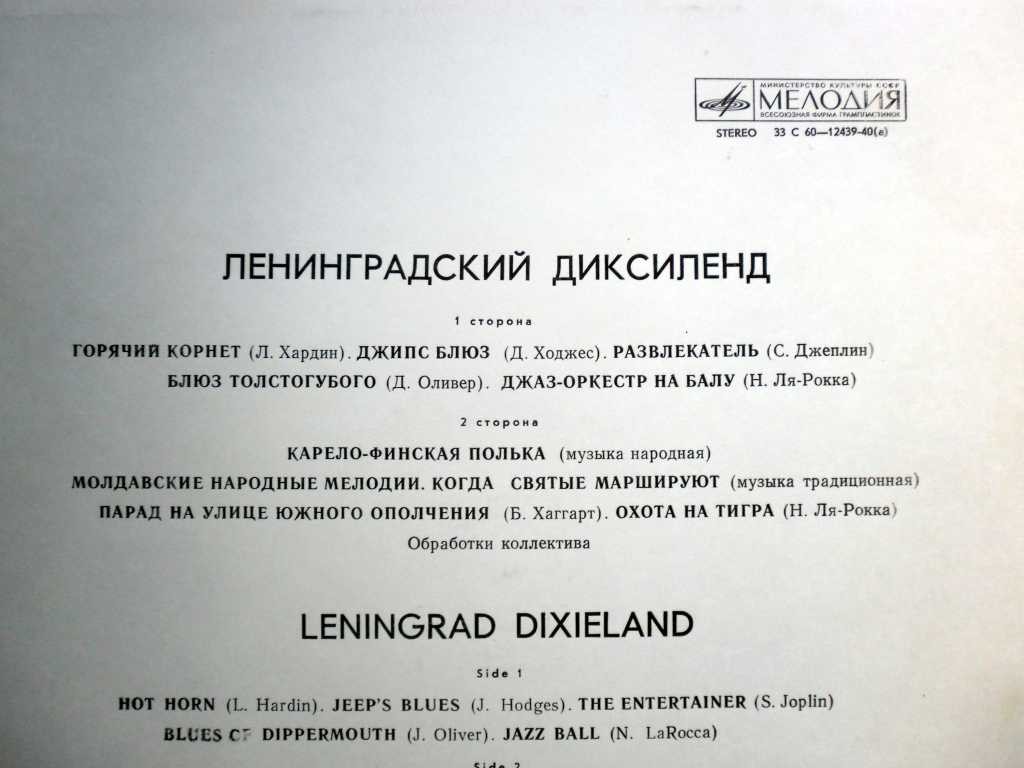 МИНИСТЕРСТВО КУЛЬТУРЫ СССР
МЕЛОДИЯ
ВСЕСОЮЗНАЯ ФИРМА ГРАМПЛАСТИНОК
STEREO 33 С 60—12439-40(а)
ЛЕНИНГРАДСКИЙ ДИКСИЛЕНД
1 сторона
ГОРЯЧИЙ КОРНЕТ (Л. Хардин). ДЖИПС БЛЮЗ (Д. Ходжес). РАЗВЛЕКАТЕЛЬ (С. Джеплин)
БЛЮЗ ТОЛСТОГУБОГО (Д. Оливер). ДЖАЗ-ОРКЕСТР НА БАЛУ (Н. Ля-Рокка)
2 сторона
КАРЕЛО-ФИНСКАЯ ПОЛЬКА (музыка народная)
МОЛДАВСКИЕ НАРОДНЫЕ МЕЛОДИИ. КОГДА СВЯТЫЕ МАРШИРУЮТ (музыка традиционная)
ПАРАД НА УЛИЦЕ ЮЖНОГО ОПОЛЧЕНИЯ (Б. Хаггарт). ОХОТА НА ТИГРА (Н. Ля-Рокка)
Обработки коллектива
LENINGRAD DIXIELAND
Side 1
HOT HORN (L. Hardin). JEEP'S BLUES (J. Hodges). THE ENTERTAINER (S. Joplin)
BLUES OF DIPPERMOUTH (J. Oliver). JAZZ BALL (N. LaRocca)
Side 2